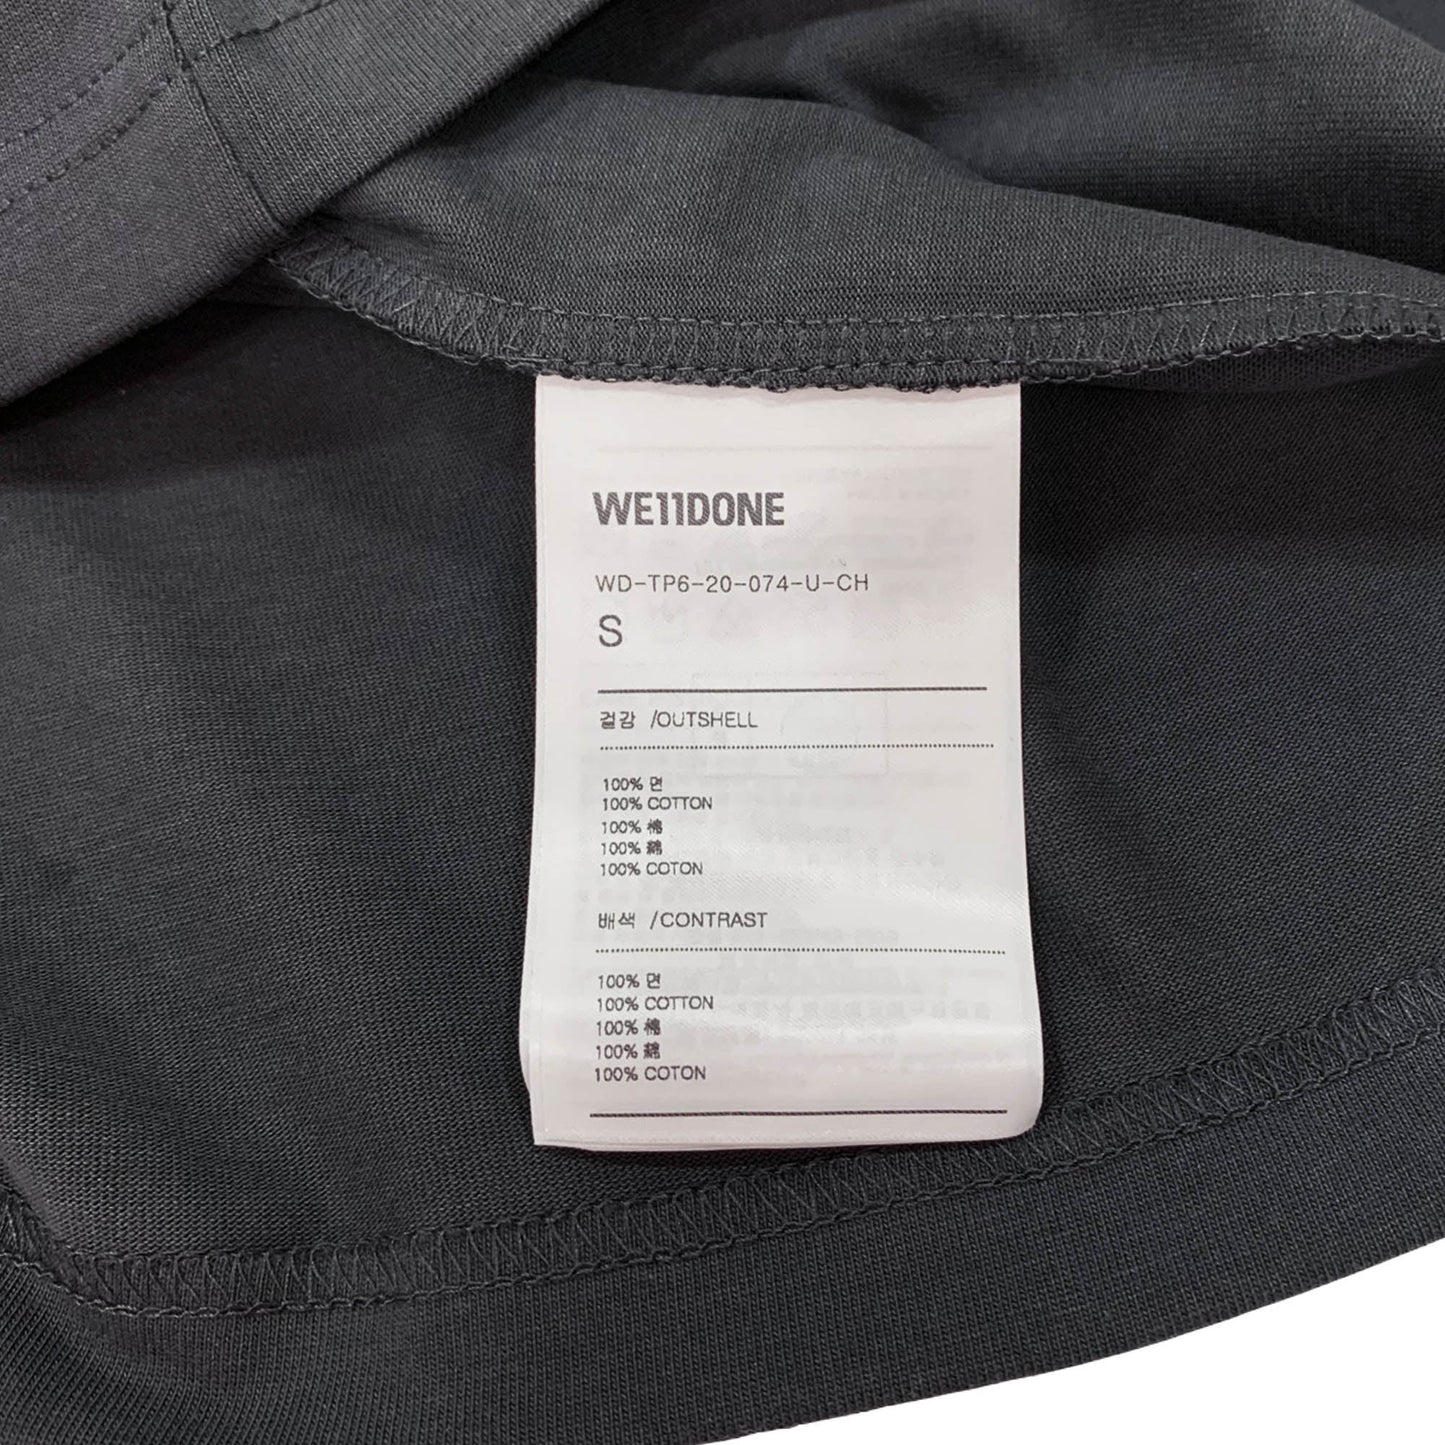 WE11DONE
WD-TP6-20-074-U-CH
S
겉감 /OUTSHELL
100% 면
100% COTTON
100% 棉
100% 綿
100% COTON
배색 /CONTRAST
100% 면
100% COTTON
100% 棉
100% 綿
100% COTON